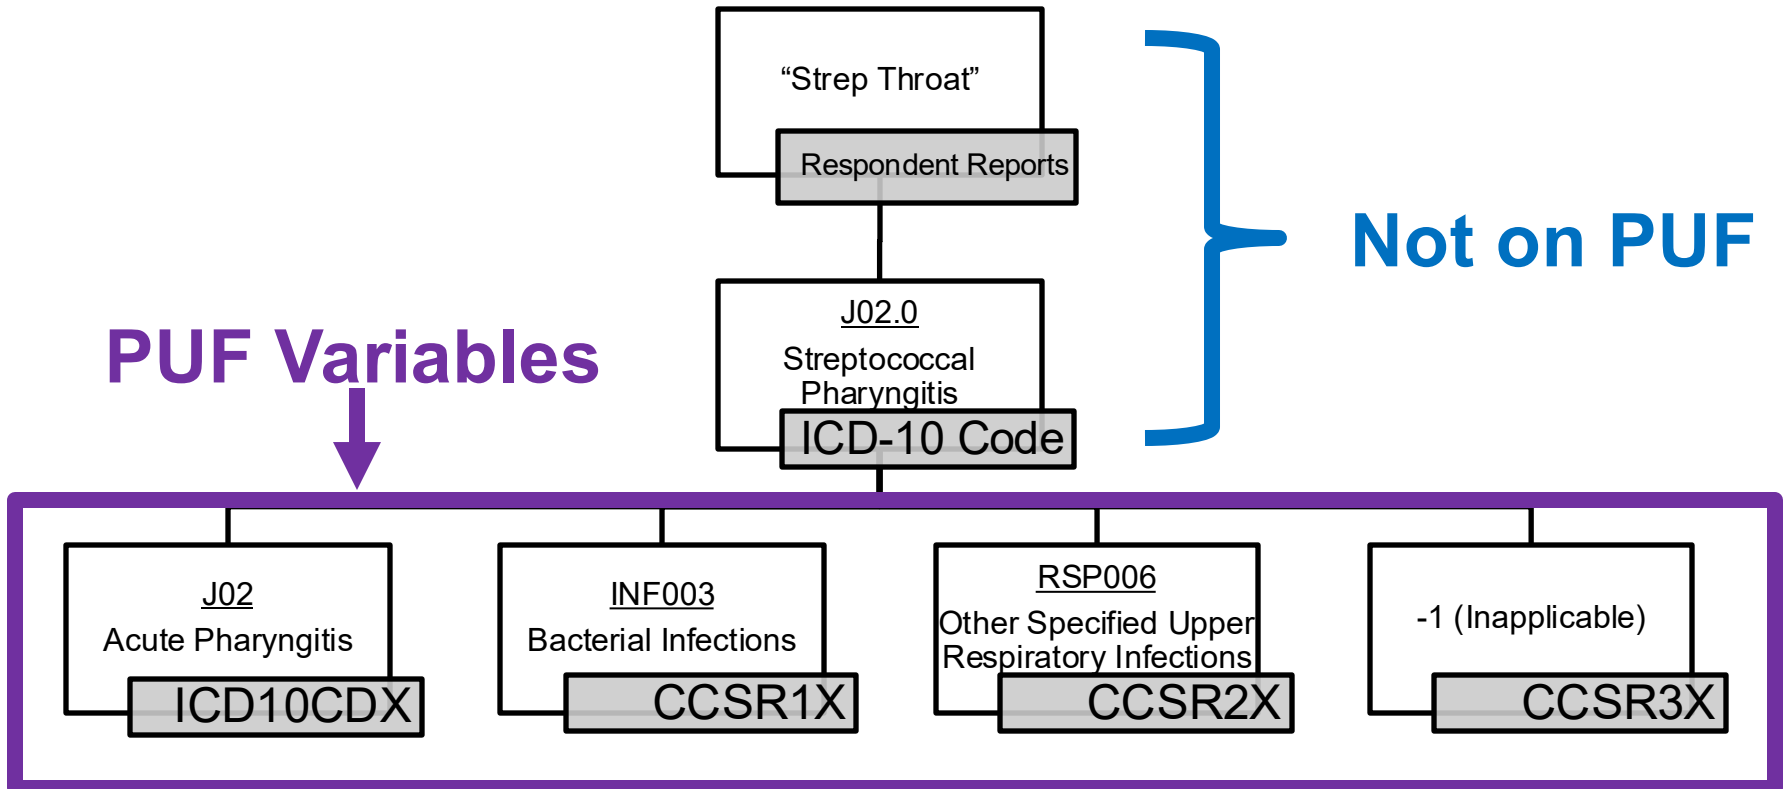 “Strep Throat”
Respondent Reports
Not on PUF
J02.0
Streptococcal
Pharyngitis
ICD-10 Code
PUF Variables
J02
Acute Pharyngitis
ICD10CDX
INF003
Bacterial Infections
CCSR1X
RSP006
Other Specified Upper
Respiratory Infections
CCSR2X
-1 (Inapplicable)
CCSR3X